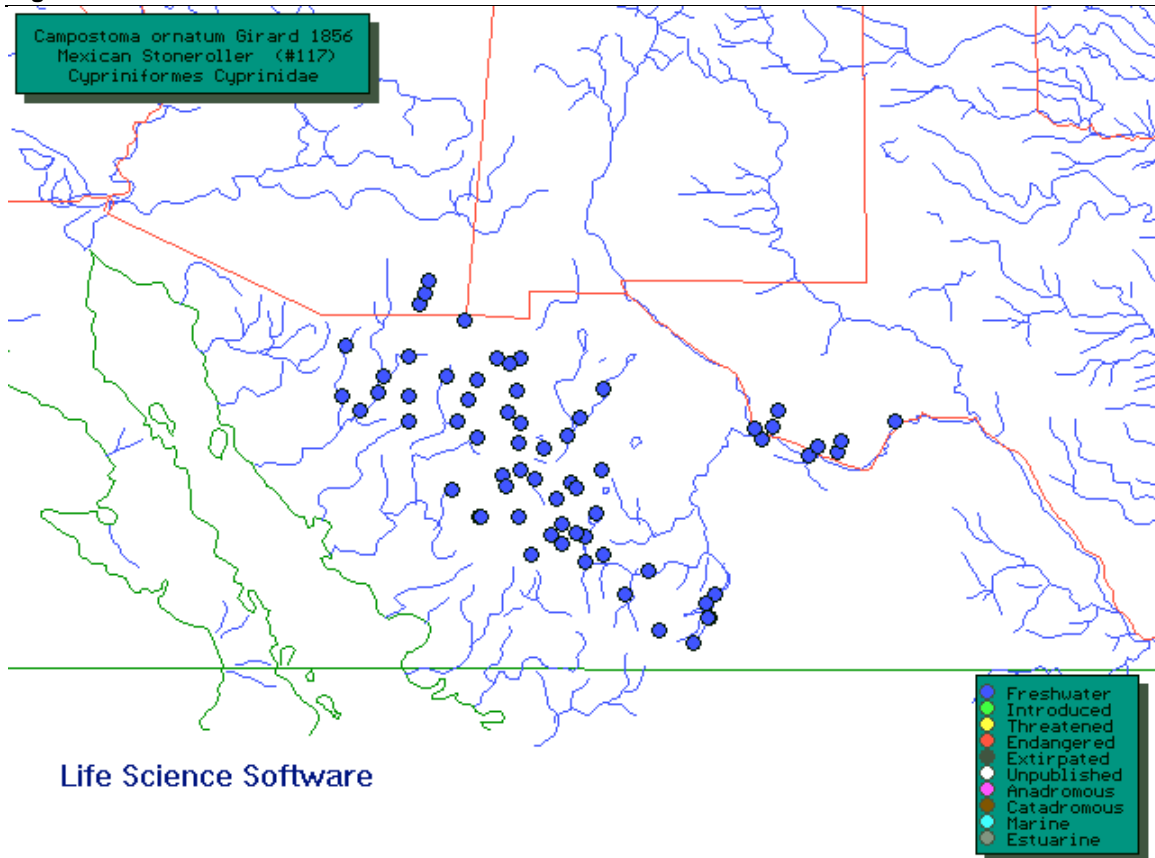 Campostoma ornatum Girard 1856
Mexican Stoneroller (#117)
Cypriniformes Cyprinidae
Freshwater
Introduced
Threatened
Endangered
Extirpated
Unpublished
Anadromous
Catadromous
Marine
Estuarine
Life Science Software